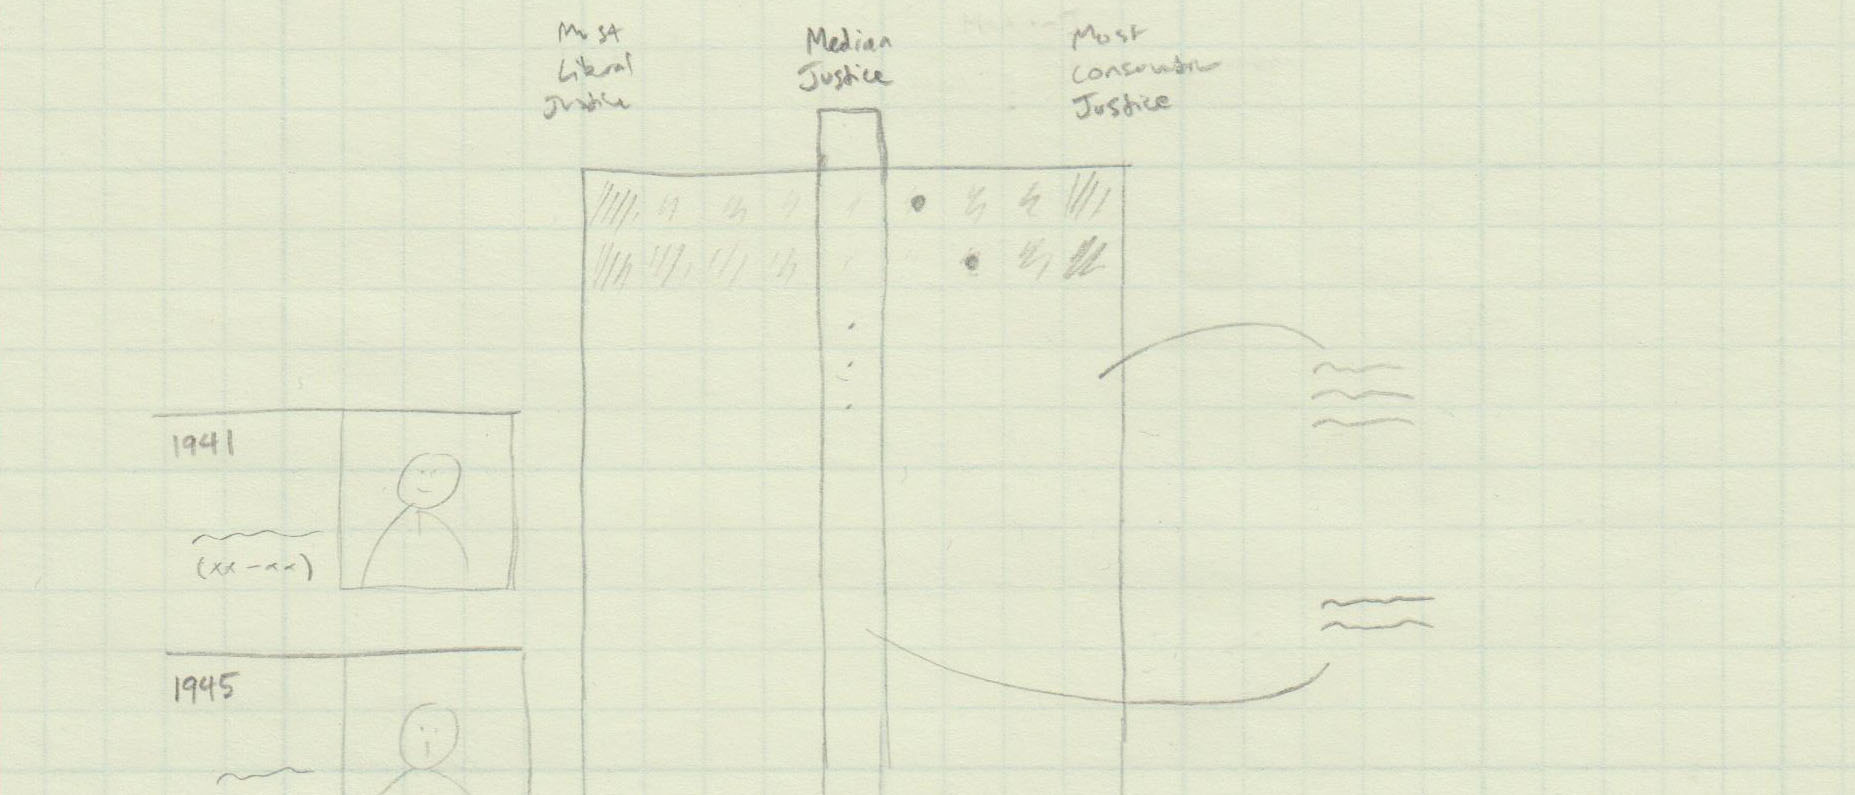 Most
Liberal
Justice
Median
Justice
Most
Conservative
Justice
1941
(xx-xx)
1945